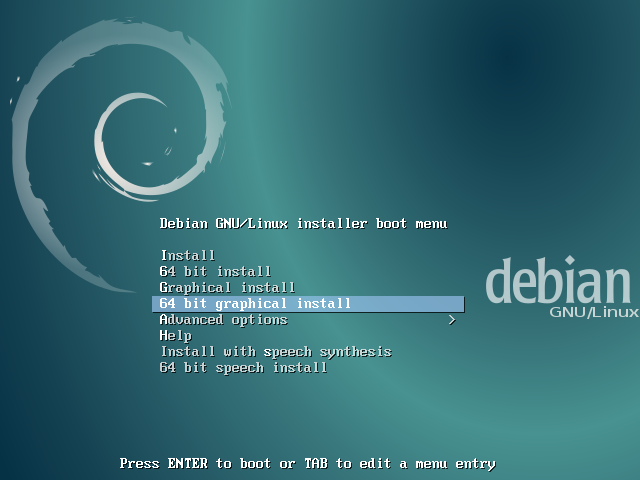 Debian GNU/Linux installer boot menu
Install
64 bit install
Graphical install
64 bit graphical install
Advanced options >
Help
Install with speech synthesis
64 bit speech install
debian
GNU/Linux
Press ENTER to boot or TAB to edit a menu entry